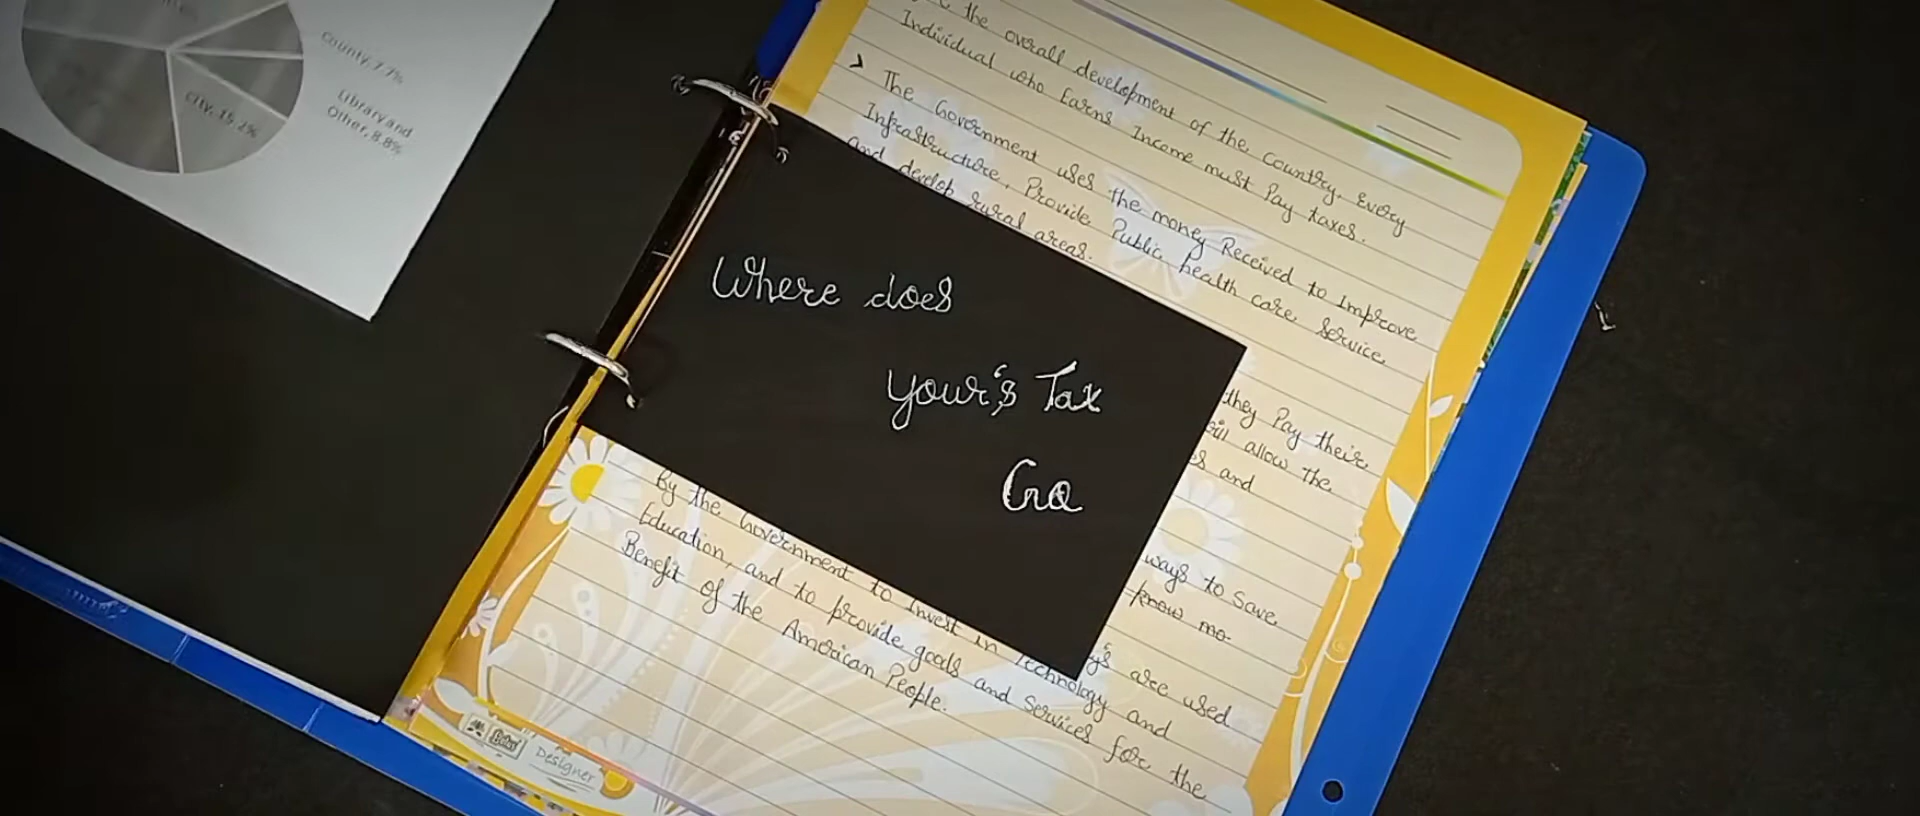 County, 7.7%
City, 15.2%
Library and
Other, 8.8%
the overall development of the country, Every
Individual who Earns Income must Pay taxes.
The Government uses the money Received to Improve
Infrastructure, Provide Public health care service
and develop rural areas.
Where does
your's Tax
Go
they Pay their
will allow the
and
ways to Save
know mo-
are used
By the Government to Invest in Technology and
Education, and to provide goods and Services for the
Benefit of the American People.
Designer